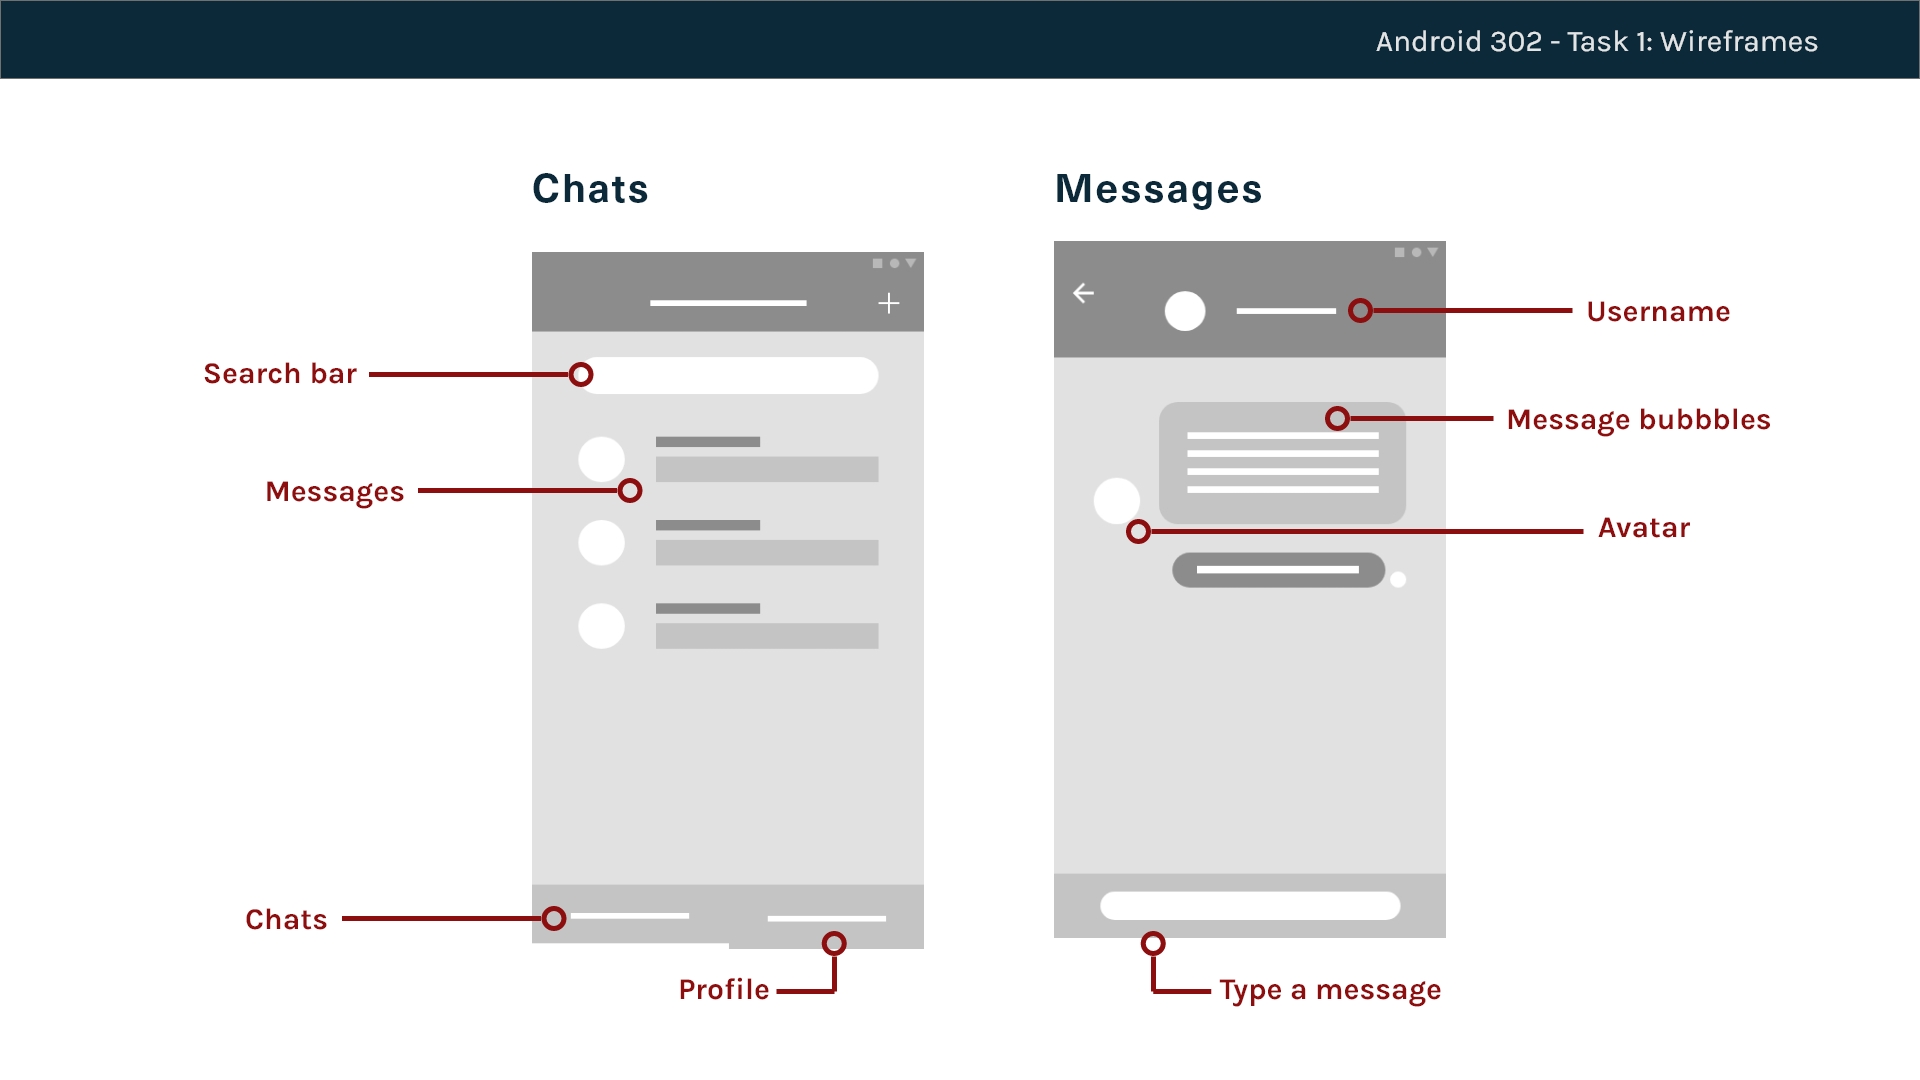 Android 302 - Task 1: Wireframes
Chats
Messages
Username
Search bar
Message bubbbles
Messages
Avatar
Chats
Profile
Type a message